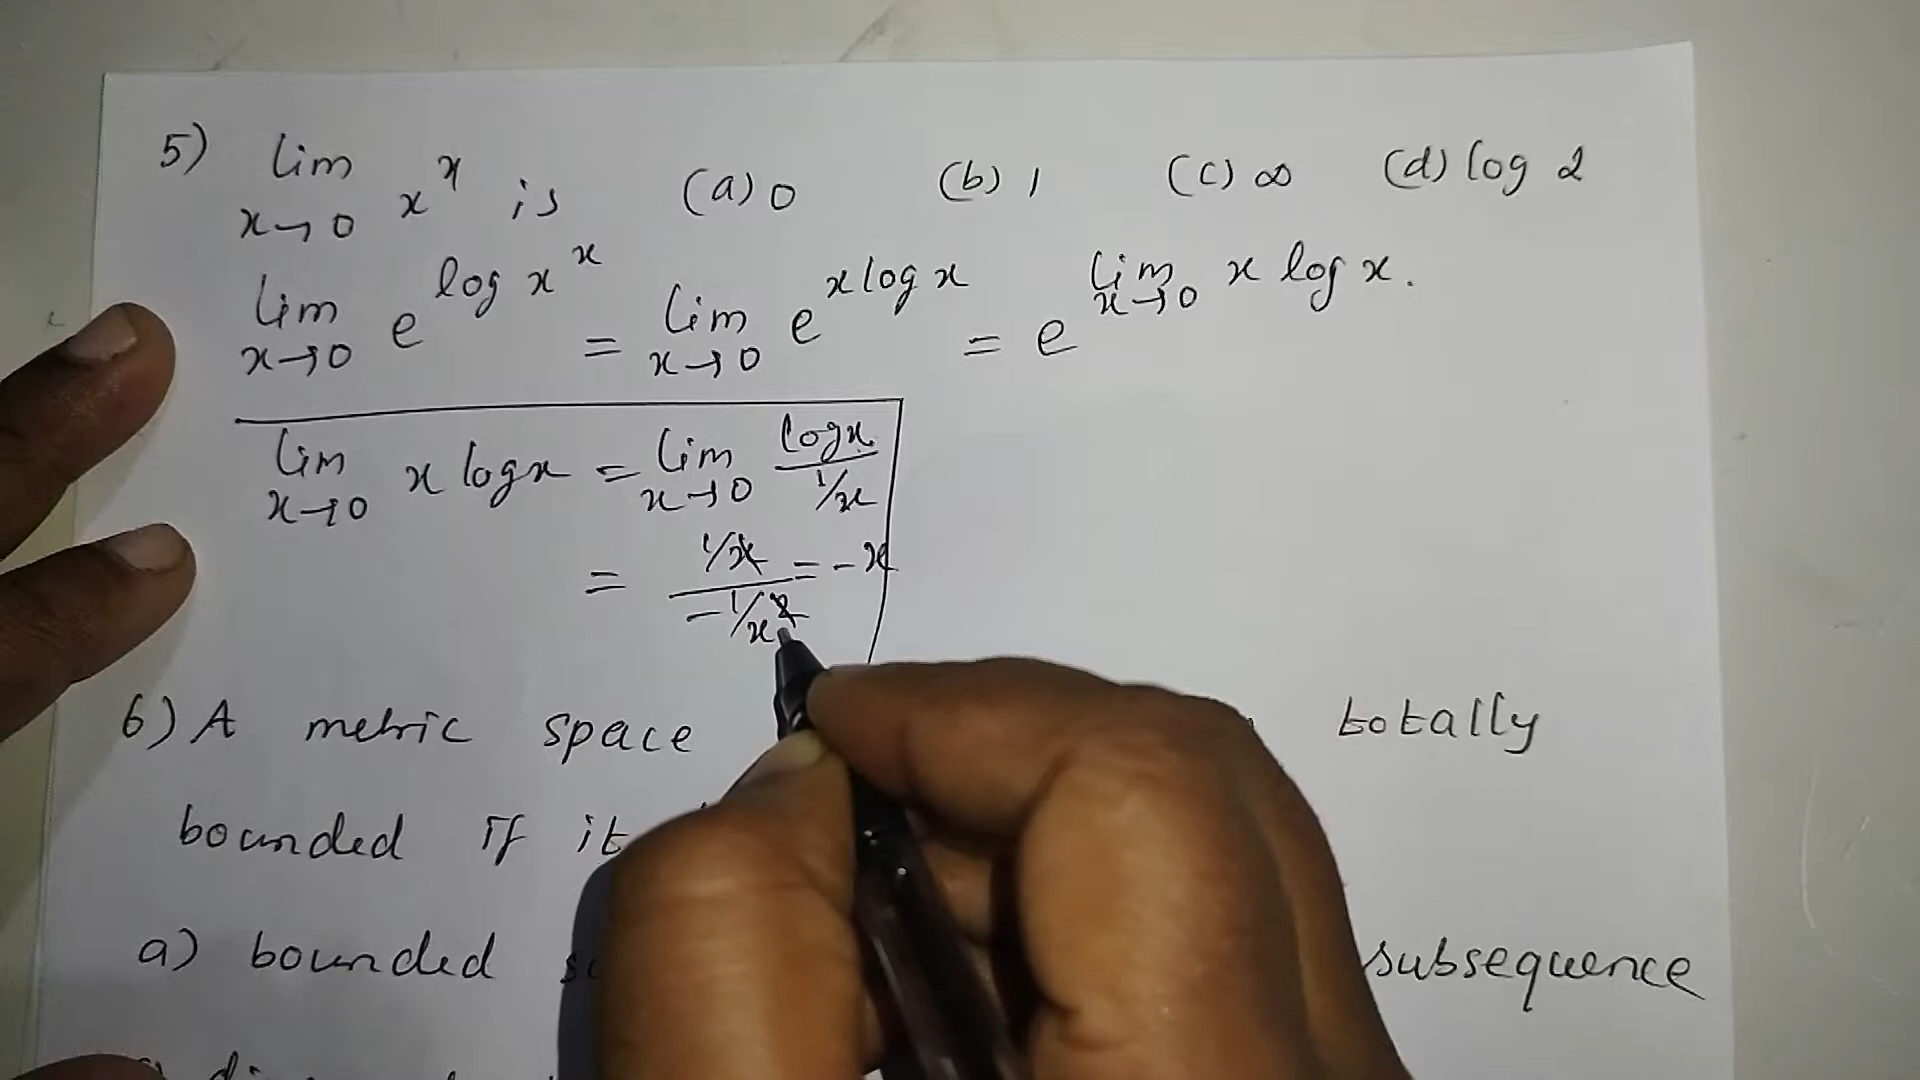 5) lim x→0 x^x is (a) 0 (b) 1 (c) ∞ (d) log 2
lim x→0 e^{log x^x} = lim x→0 e^{x log x} = e^{lim x→0 x log x}.
lim x→0 x log x = lim x→0 log x / 1/x
= 1/x / -1/x² = -x
6) A metric space totally
bounded if it
a) bounded subsequence